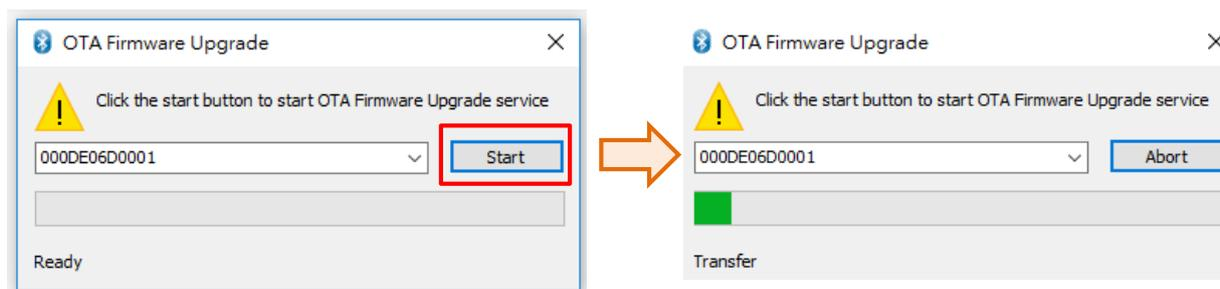 OTA Firmware Upgrade
Click the start button to start OTA Firmware Upgrade service
000DE06D0001
Start
Ready
OTA Firmware Upgrade
Click the start button to start OTA Firmware Upgrade service
000DE06D0001
Abort
Transfer